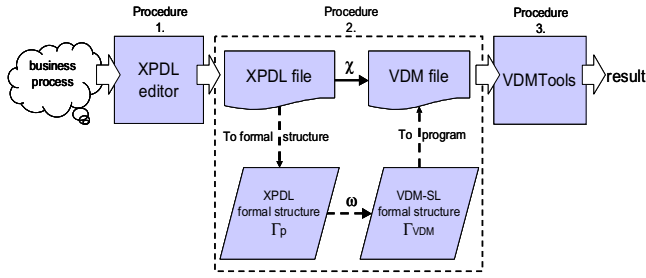 Procedure
1.
Procedure
2.
Procedure
3.
business
process
XPDL
editor
XPDL file
χ
VDM file
VDMTools
result
To formal structure
To program
XPDL
formal structure
Γp
ω
VDM-SL
formal structure
ΓVDM